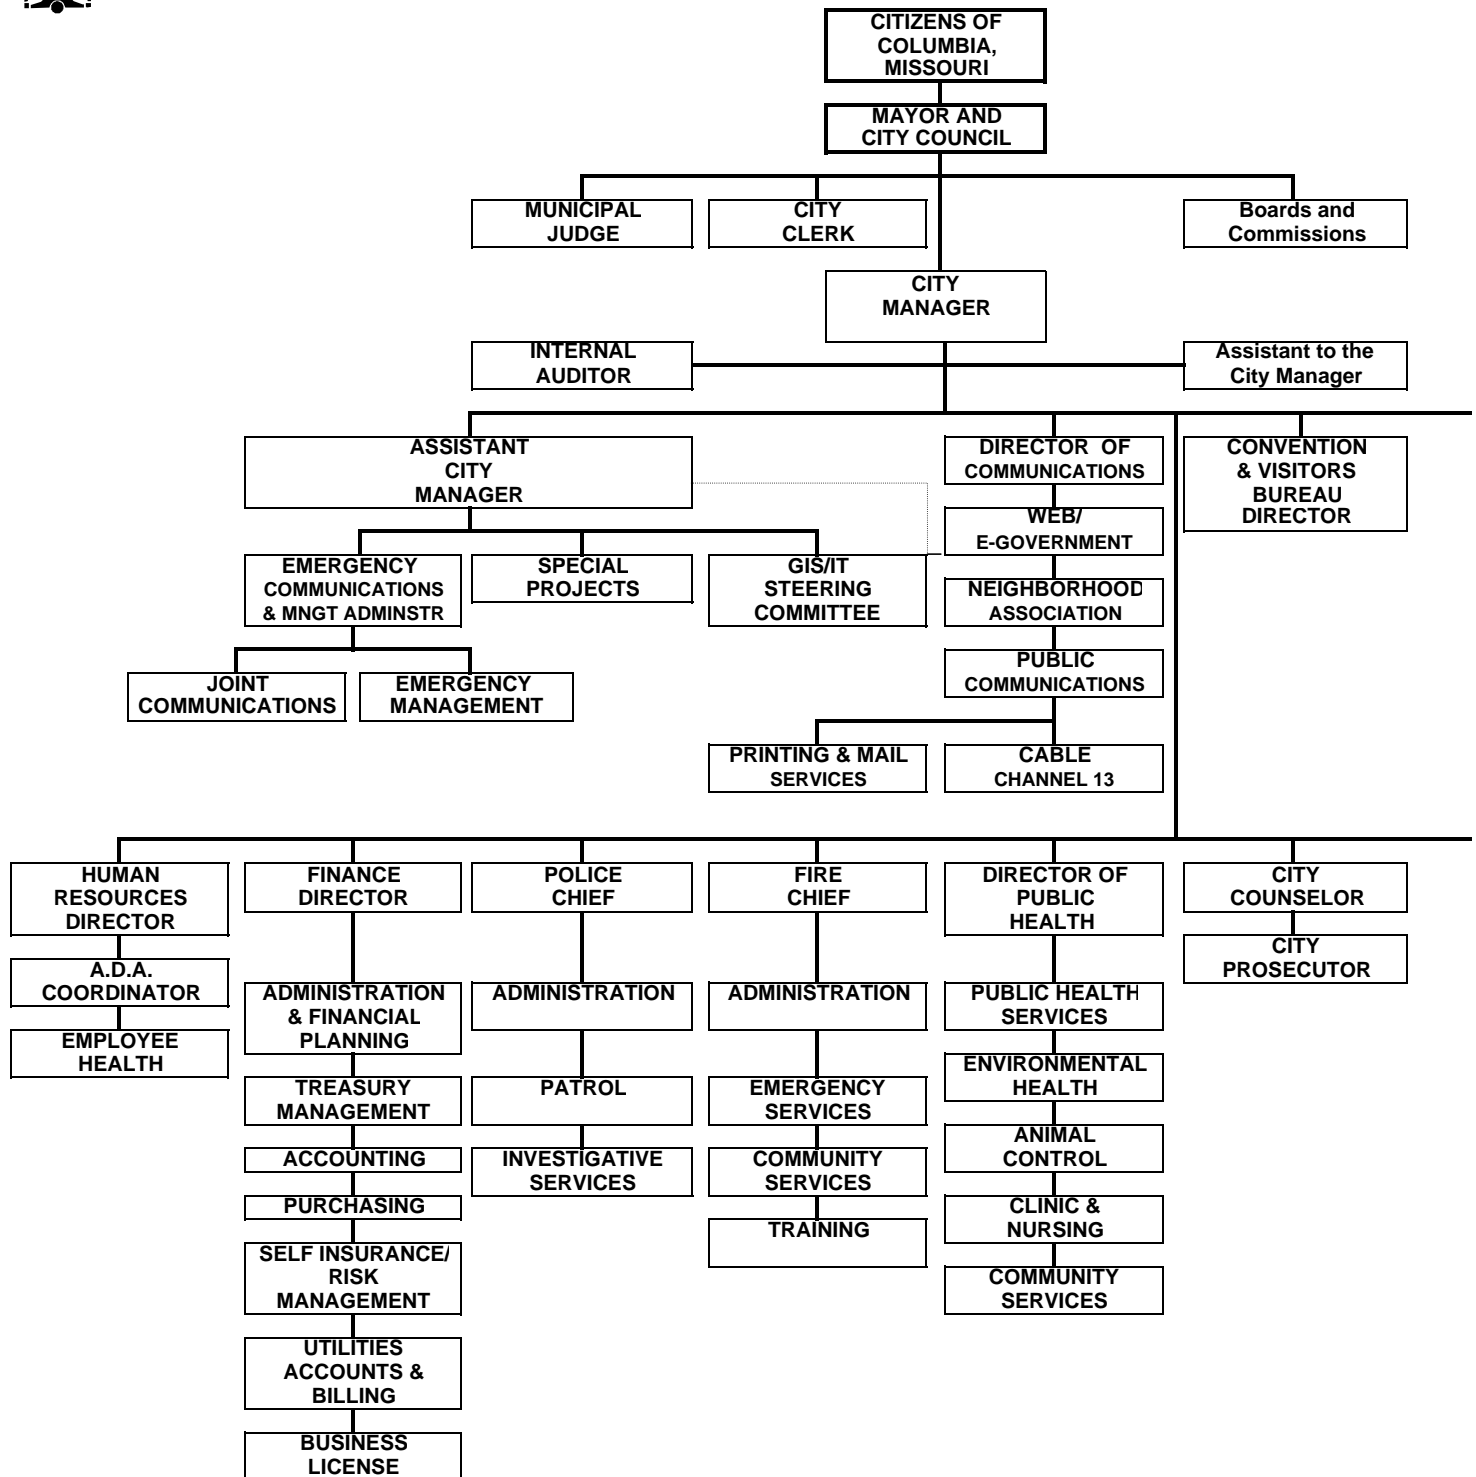 CITIZENS OF
COLUMBIA,
MISSOURI
MAYOR AND
CITY COUNCIL
MUNICIPAL
JUDGE
CITY
CLERK
Boards and
Commissions
CITY
MANAGER
INTERNAL
AUDITOR
Assistant to the
City Manager
ASSISTANT
CITY
MANAGER
DIRECTOR OF
COMMUNICATIONS
CONVENTION
& VISITORS
BUREAU
DIRECTOR
WEB/
E-GOVERNMENT
EMERGENCY
COMMUNICATIONS
& MNGT ADMINSTR
SPECIAL
PROJECTS
GIS/IT
STEERING
COMMITTEE
NEIGHBORHOOD
ASSOCIATION
PUBLIC
COMMUNICATIONS
JOINT
COMMUNICATIONS
EMERGENCY
MANAGEMENT
PRINTING & MAIL
SERVICES
CABLE
CHANNEL 13
HUMAN
RESOURCES
DIRECTOR
FINANCE
DIRECTOR
POLICE
CHIEF
FIRE
CHIEF
DIRECTOR OF
PUBLIC
HEALTH
CITY
COUNSELOR
A.D.A.
COORDINATOR
CITY
PROSECUTOR
ADMINISTRATION
& FINANCIAL
PLANNING
ADMINISTRATION
ADMINISTRATION
PUBLIC HEALTH
SERVICES
EMPLOYEE
HEALTH
ENVIRONMENTAL
HEALTH
TREASURY
MANAGEMENT
PATROL
EMERGENCY
SERVICES
ANIMAL
CONTROL
ACCOUNTING
INVESTIGATIVE
SERVICES
COMMUNITY
SERVICES
PURCHASING
CLINIC &
NURSING
TRAINING
SELF INSURANCE/
RISK
MANAGEMENT
COMMUNITY
SERVICES
UTILITIES
ACCOUNTS &
BILLING
BUSINESS
LICENSE